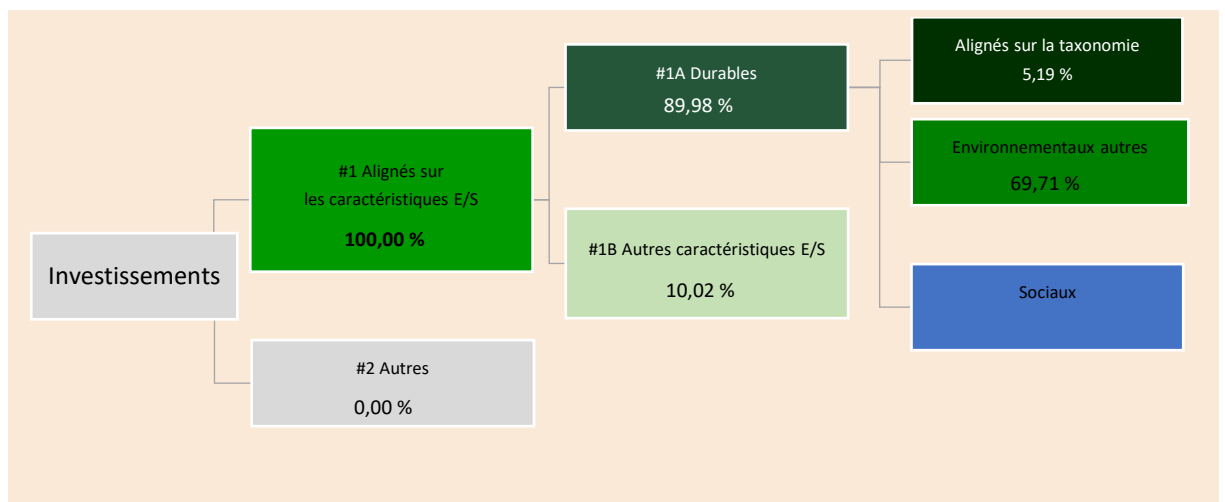 Investissements
#1 Alignés sur
les caractéristiques E/S
100,00 %
#2 Autres
0,00 %
#1A Durables
89,98 %
#1B Autres caractéristiques E/S
10,02 %
Alignés sur la taxonomie
5,19 %
Environnementaux autres
69,71 %
Sociaux